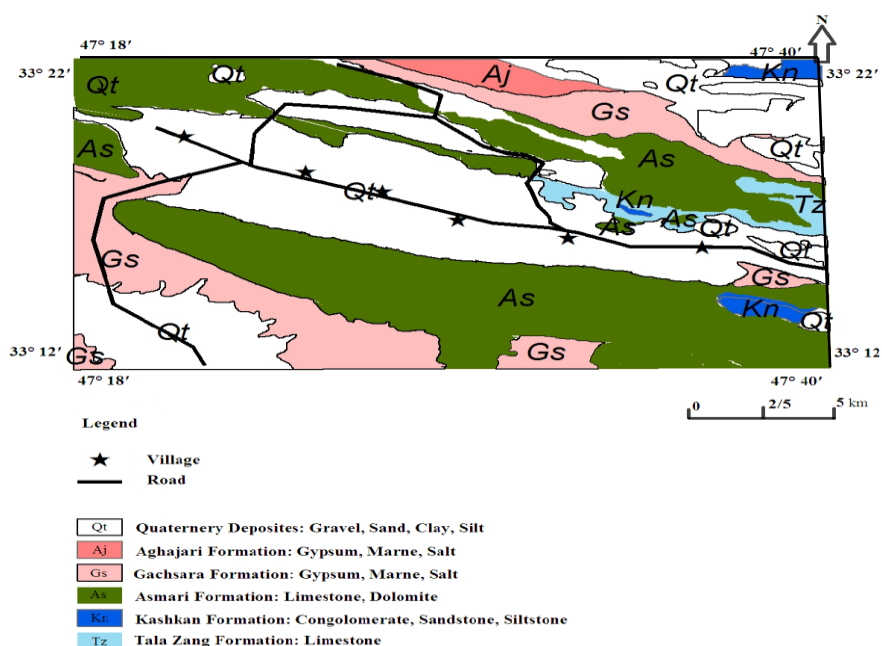 N
47° 18′ 47° 40′
33° 22′ 33° 22′
Qt Qt Aj Qt Kn
Gs
As As Qt
Qt Kn Tz
As As Qt
Gs Qt
As Gs
Qt Kn Qt
33° 12′ Gs Gs 33° 12
47° 18′ 47° 40′
0 2/5 5 km
Legend
Village
Road
Qt Quaternery Deposites: Gravel, Sand, Clay, Silt
Aj Aghajari Formation: Gypsum, Marne, Salt
Gs Gachsara Formation: Gypsum, Marne, Salt
As Asmari Formation: Limestone, Dolomite
Kn Kashkan Formation: Congolomerate, Sandstone, Siltstone
Tz Tala Zang Formation: Limestone